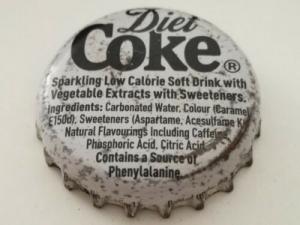 Diet
Coke®
Sparkling Low Calorie Soft Drink with
Vegetable Extracts with Sweeteners.
Ingredients: Carbonated Water, Colour (Caramel
E150d), Sweeteners (Aspartame, Acesulfame K)
Natural Flavourings Including Caffeine,
Phosphoric Acid, Citric Acid.
Contains a Source of
Phenylalanine.